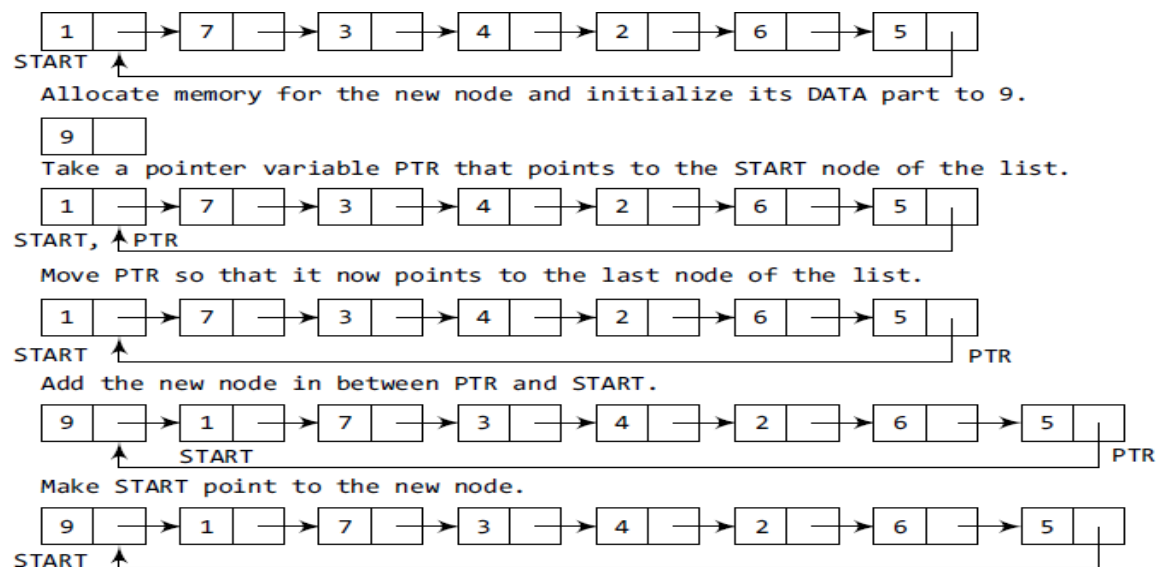 1 7 3 4 2 6 5
START
Allocate memory for the new node and initialize its DATA part to 9.
9
Take a pointer variable PTR that points to the START node of the list.
1 7 3 4 2 6 5
START, PTR
Move PTR so that it now points to the last node of the list.
1 7 3 4 2 6 5
START PTR
Add the new node in between PTR and START.
9 1 7 3 4 2 6 5
START PTR
Make START point to the new node.
9 1 7 3 4 2 6 5
START